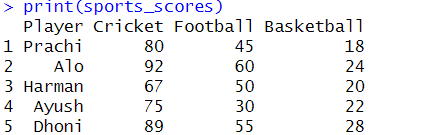 > print(sports_scores)
  Player Cricket Football Basketball
1 Prachi      80       45         18
2    Alo      92       60         24
3 Harman      67       50         20
4  Ayush      75       30         22
5  Dhoni      89       55         28